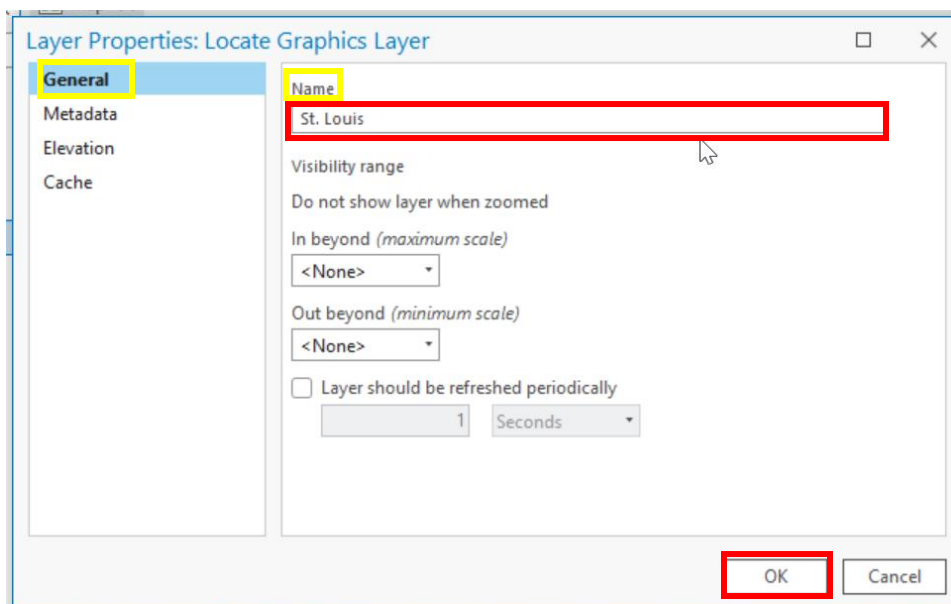 Layer Properties: Locate Graphics Layer
General
Metadata
Elevation
Cache
Name
St. Louis
Visibility range
Do not show layer when zoomed
In beyond (maximum scale)
<None>
Out beyond (minimum scale)
<None>
Layer should be refreshed periodically
1 Seconds
OK Cancel